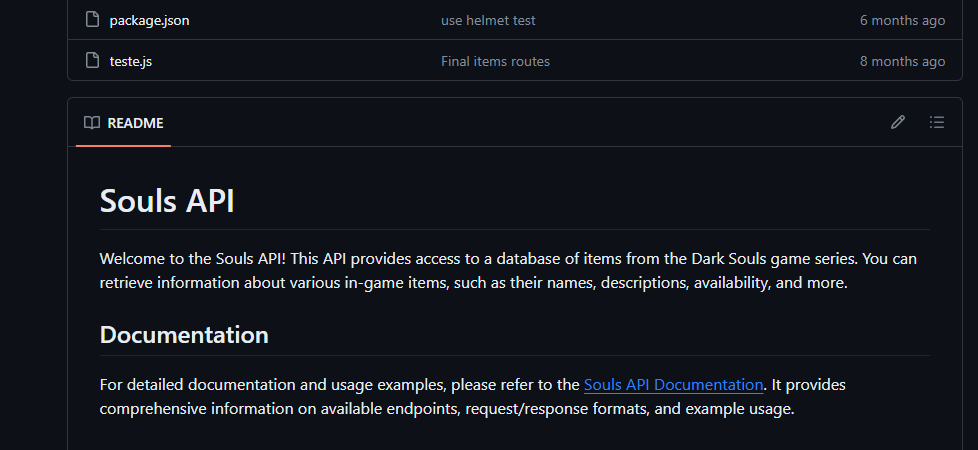 package.json use helmet test 6 months ago
teste.js Final items routes 8 months ago
README
Souls API
Welcome to the Souls API! This API provides access to a database of items from the Dark Souls game series. You can
retrieve information about various in-game items, such as their names, descriptions, availability, and more.
Documentation
For detailed documentation and usage examples, please refer to the Souls API Documentation. It provides
comprehensive information on available endpoints, request/response formats, and example usage.